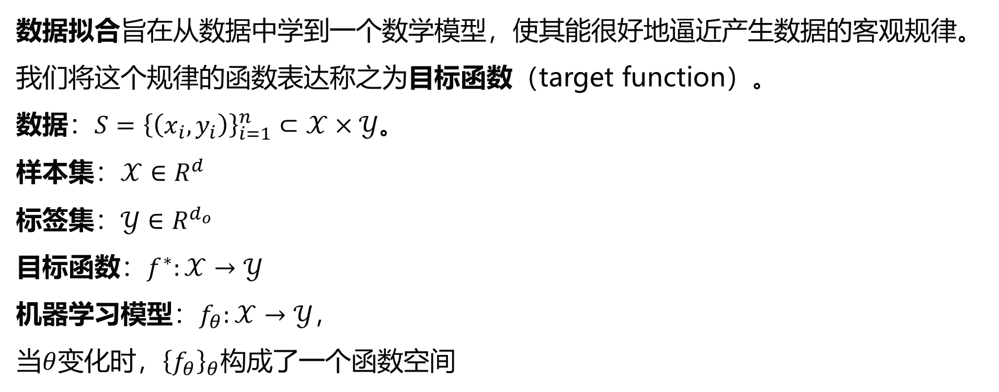 数据拟合旨在从数据中学到一个数学模型，使其能很好地逼近产生数据的客观规律。
我们将这个规律的函数表达称之为目标函数（target function）。
数据：$S = \{(x_i, y_i)\}_{i=1}^{n} \subset \mathcal{X} \times \mathcal{Y}$。
样本集：$\mathcal{X} \in R^d$
标签集：$\mathcal{Y} \in R^{d_o}$
目标函数：$f^*: \mathcal{X} \to \mathcal{Y}$
机器学习模型：$f_\theta: \mathcal{X} \to \mathcal{Y}$，
当$\theta$变化时，$\{f_\theta\}_\theta$构成了一个函数空间